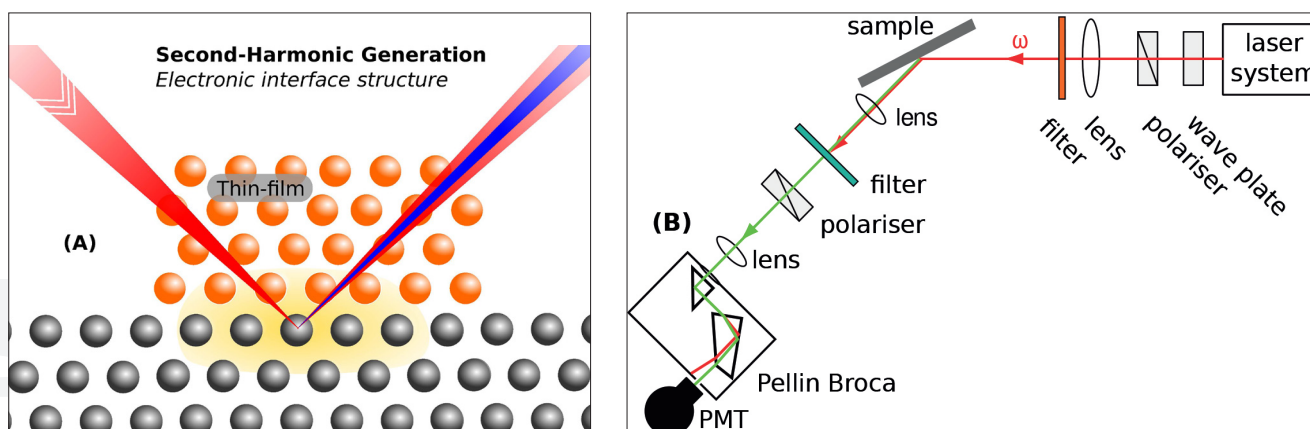 Second-Harmonic Generation
Electronic interface structure
Thin-film
(A)
sample
ω
laser
system
lens
filter
lens
polariser
wave plate
filter
polariser
(B)
lens
Pellin Broca
PMT